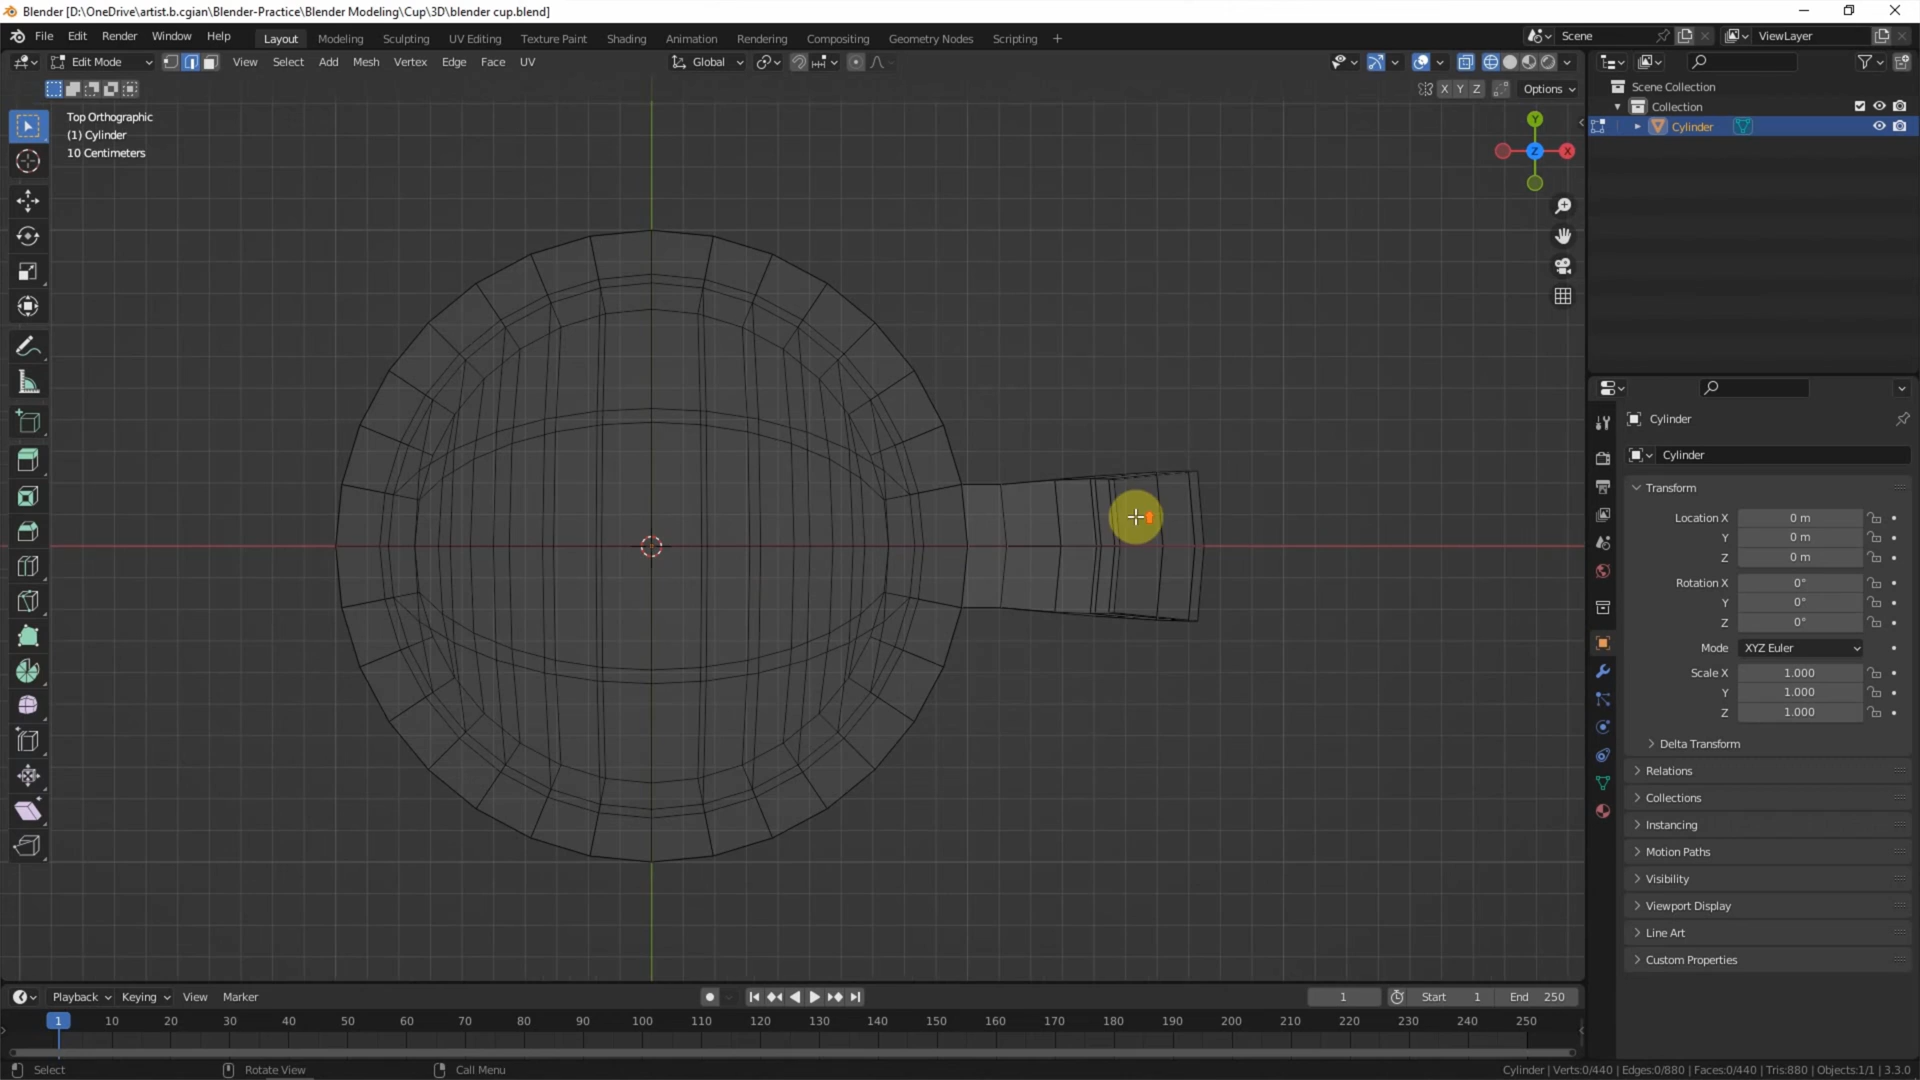 Blender [D:\OneDrive\artist.b.cgian\Blender-Practice\Blender Modeling\Cup\3D\blender cup.blend]
File Edit Render Window Help Layout Modeling Sculpting UV Editing Texture Paint Shading Animation Rendering Compositing Geometry Nodes Scripting + Scene ViewLayer
Edit Mode View Select Add Mesh Vertex Edge Face UV Global
X Y Z Options
Top Orthographic
(1) Cylinder
10 Centimeters
Y
Z X
Scene Collection
Collection
Cylinder
Cylinder
Cylinder
Transform
Location X 0 m
Y 0 m
Z 0 m
Rotation X 0°
Y 0°
Z 0°
Mode XYZ Euler
Scale X 1.000
Y 1.000
Z 1.000
Delta Transform
Relations
Collections
Instancing
Motion Paths
Visibility
Viewport Display
Line Art
Custom Properties
Playback Keying View Marker 1 Start 1 End 250
1 10 20 30 40 50 60 70 80 90 100 110 120 130 140 150 160 170 180 190 200 210 220 230 240 250
Select Rotate View Call Menu Cylinder | Verts:0/440 | Edges:0/880 | Faces:0/440 | Tris:880 | Objects:1/1 | 3.3.0